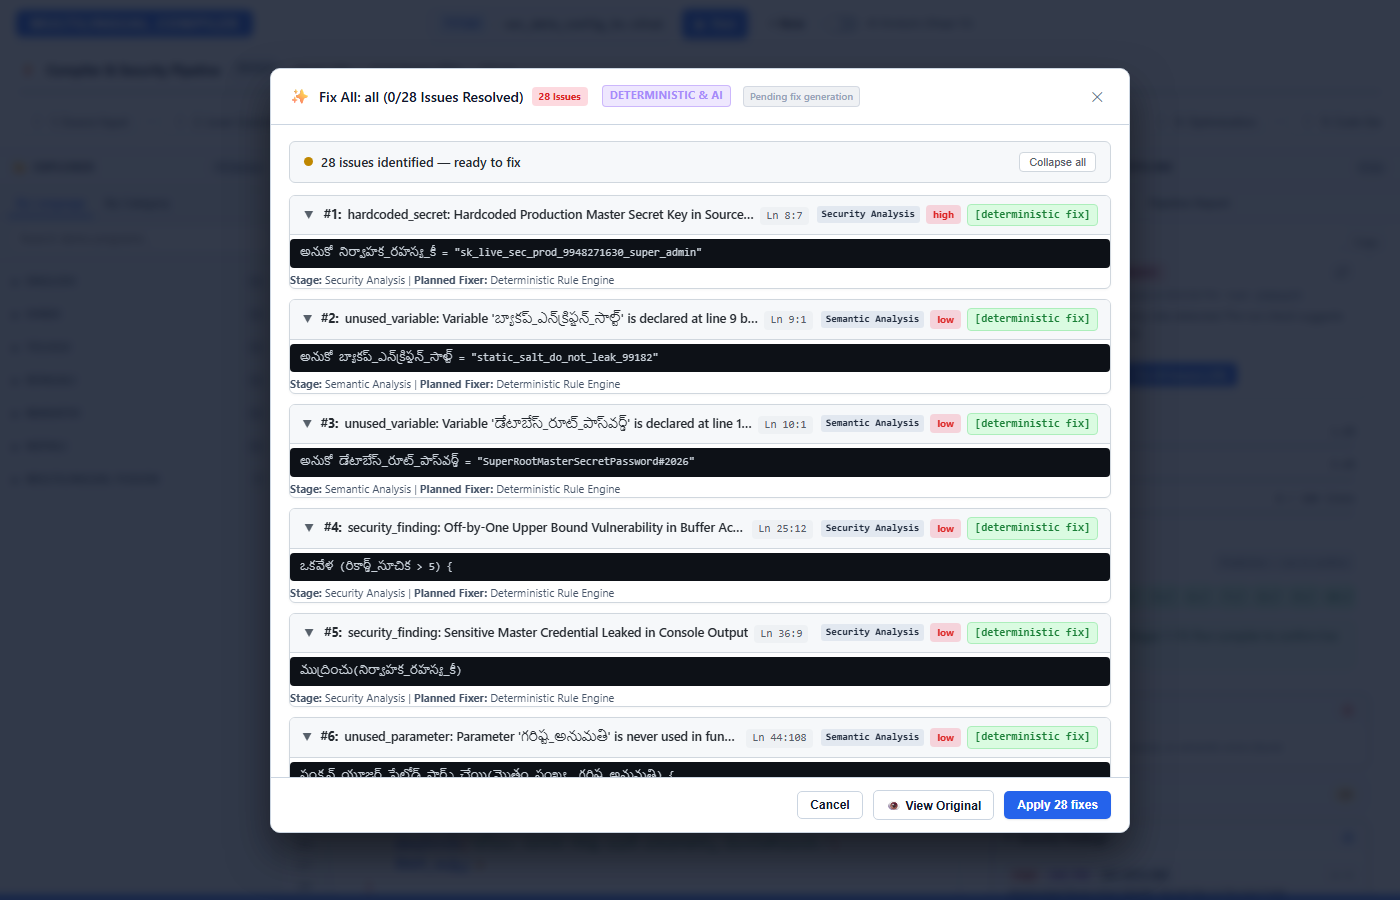 Fix All: all (0/28 Issues Resolved) 28 Issues DETERMINISTIC & AI Pending fix generation
28 issues identified — ready to fix Collapse all
#1: hardcoded_secret: Hardcoded Production Master Secret Key in Source... Ln 8:7 Security Analysis high [deterministic fix]
అనుకో నిర్వాహక_రహస్య_కీ = "sk_live_sec_prod_9948271630_super_admin"
Stage: Security Analysis | Planned Fixer: Deterministic Rule Engine
#2: unused_variable: Variable 'బ్యాకప్_ఎన్‌క్రిప్షన్_సాల్ట్' is declared at line 9 b... Ln 9:1 Semantic Analysis low [deterministic fix]
అనుకో బ్యాకప్_ఎన్‌క్రిప్షన్_సాల్ట్ = "static_salt_do_not_leak_99182"
Stage: Semantic Analysis | Planned Fixer: Deterministic Rule Engine
#3: unused_variable: Variable 'డేటాబేస్_రూట్_పాస్‌వర్డ్' is declared at line 1... Ln 10:1 Semantic Analysis low [deterministic fix]
అనుకో డేటాబేస్_రూట్_పాస్‌వర్డ్ = "SuperRootMasterSecretPassword#2026"
Stage: Semantic Analysis | Planned Fixer: Deterministic Rule Engine
#4: security_finding: Off-by-One Upper Bound Vulnerability in Buffer Ac... Ln 25:12 Security Analysis low [deterministic fix]
ఒకవేళ (రికార్డ్_సూచిక > 5) {
Stage: Security Analysis | Planned Fixer: Deterministic Rule Engine
#5: security_finding: Sensitive Master Credential Leaked in Console Output Ln 36:9 Security Analysis low [deterministic fix]
ముద్రించు(నిర్వాహక_రహస్య_కీ)
Stage: Security Analysis | Planned Fixer: Deterministic Rule Engine
#6: unused_parameter: Parameter 'గరిష్ట_అనుమతి' is never used in fun... Ln 44:108 Semantic Analysis low [deterministic fix]
Cancel View Original Apply 28 fixes